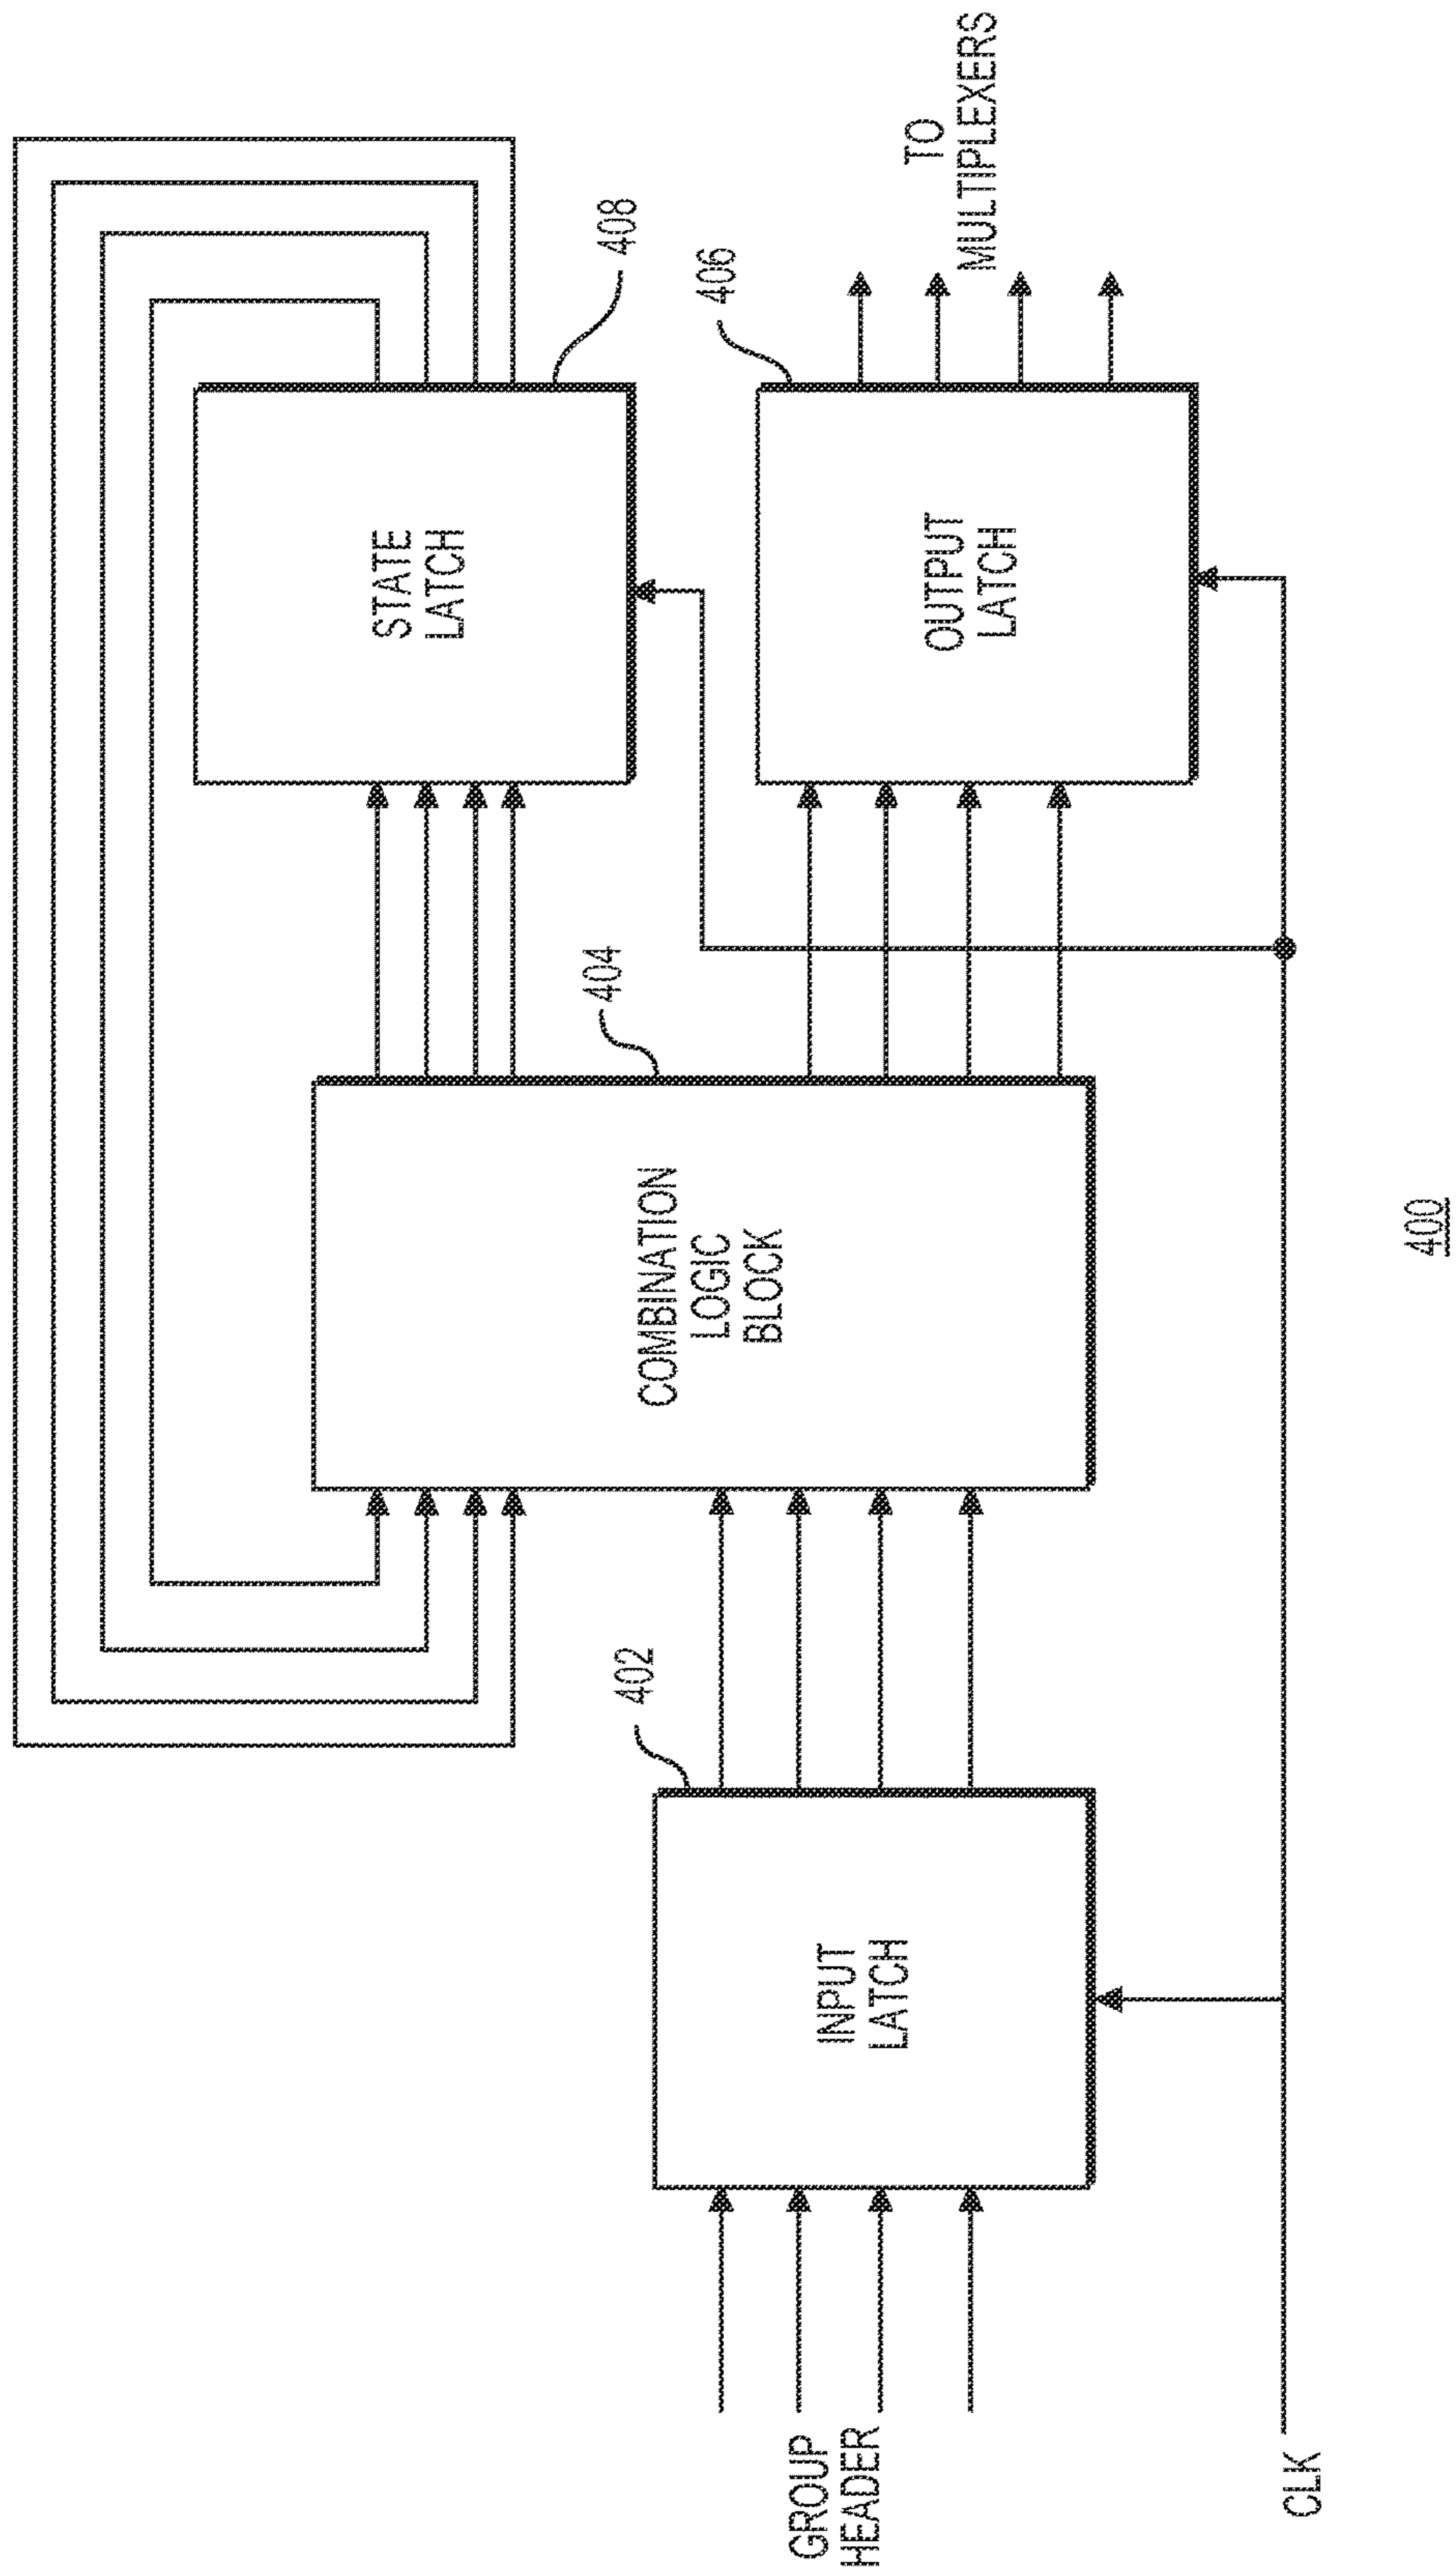 STATE
LATCH
408
TO
MULTIPLEXERS
404
406
COMBINATION
LOGIC
BLOCK
OUTPUT
LATCH
402
INPUT
LATCH
GROUP
HEADER
CLK
400